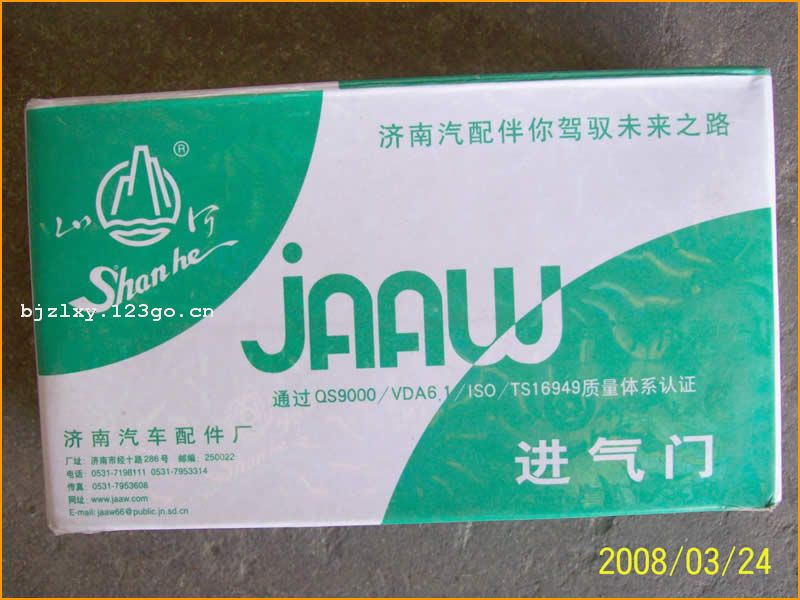 济南汽配伴你驾驭未来之路
®
山河
Shanhe
bjzlxy.123go.cn
JAAW
通过QS9000/VDA6.1/ISO/TS16949质量体系认证
济南汽车配件厂
厂址: 济南市经十路286号 邮编: 250022
电话: 0531-7198111 0531-7953314
传真: 0531-7953608
网址: www.jaaw.com
E-mail: jaaw66@public.jn.sd.cn
进气门
2008/03/24